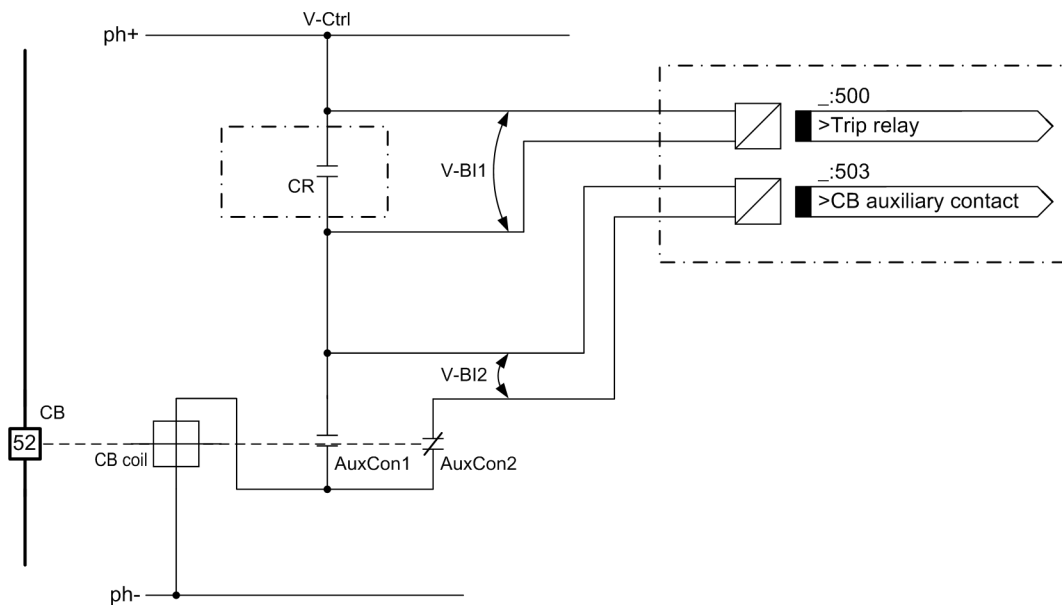 V-Ctrl
ph+
_:500
>Trip relay
V-BI1
CR
_:503
>CB auxiliary contact
V-BI2
CB
52
CB coil
AuxCon1
AuxCon2
ph-